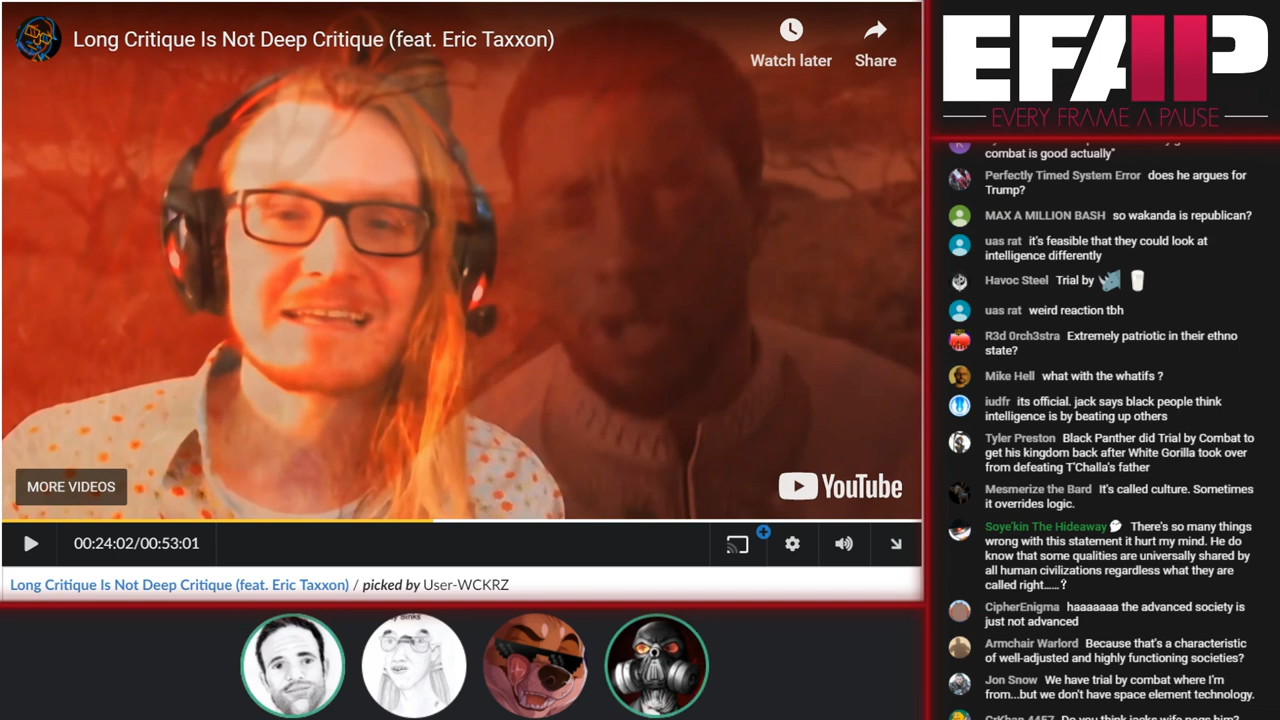 Long Critique Is Not Deep Critique (feat. Eric Taxxon)
Watch later
Share
MORE VIDEOS
YouTube
00:24:02/00:53:01
Long Critique Is Not Deep Critique (feat. Eric Taxxon) / picked by User-WCKRZ
EFAP
EVERY FRAME A PAUSE
combat is good actually"
Perfectly Timed System Error does he argues for
Trump?
MAX A MILLION BASH so wakanda is republican?
uas rat it's feasible that they could look at
intelligence differently
Havoc Steel Trial by
uas rat weird reaction tbh
R3d 0rch3stra Extremely patriotic in their ethno
state?
Mike Hell what with the whatifs ?
iudfr its official. jack says black people think
intelligence is by beating up others
Tyler Preston Black Panther did Trial by Combat to
get his kingdom back after White Gorilla took over
from defeating T'Challa's father
Mesmerize the Bard It's called culture. Sometimes
it overrides logic.
Soye'kin The Hideaway There's so many things
wrong with this statement it hurt my mind. He do
know that some qualities are universally shared by
all human civilizations regardless what they are
called right......?
CipherEnigma haaaaaaa the advanced society is
just not advanced
Armchair Warlord Because that's a characteristic
of well-adjusted and highly functioning societies?
Jon Snow We have trial by combat where I'm
from...but we don't have space element technology.